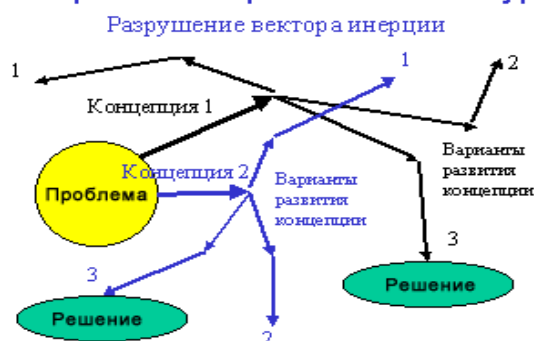 Разрушение вектора инерции
1
1
2
Концепция 1
Концепция 2
Проблема
Варианты
развития
концепции
Варианты
развития
концепции
3
3
Решение
Решение
2